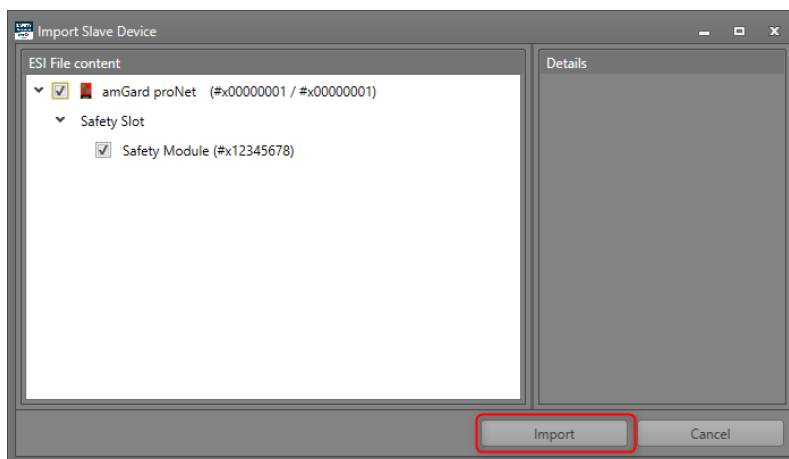 Import Slave Device
ESI File content
Details
amGard proNet (#x00000001 / #x00000001)
Safety Slot
Safety Module (#x12345678)
Import
Cancel